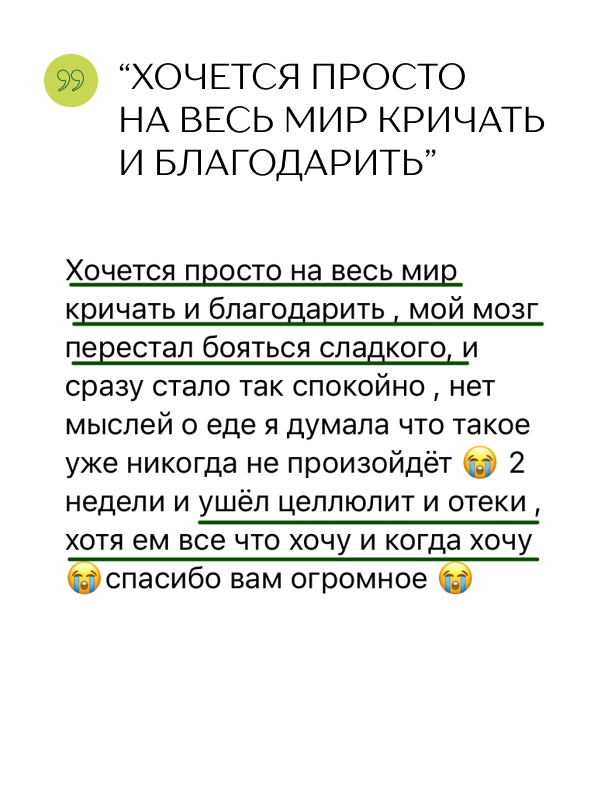 “ХОЧЕТСЯ ПРОСТО
НА ВЕСЬ МИР КРИЧАТЬ
И БЛАГОДАРИТЬ”
Хочется просто на весь мир
кричать и благодарить , мой мозг
перестал бояться сладкого, и
сразу стало так спокойно , нет
мыслей о еде я думала что такое
уже никогда не произойдёт 😭 2
недели и ушёл целлюлит и отеки ,
хотя ем все что хочу и когда хочу
😭спасибо вам огромное 😭